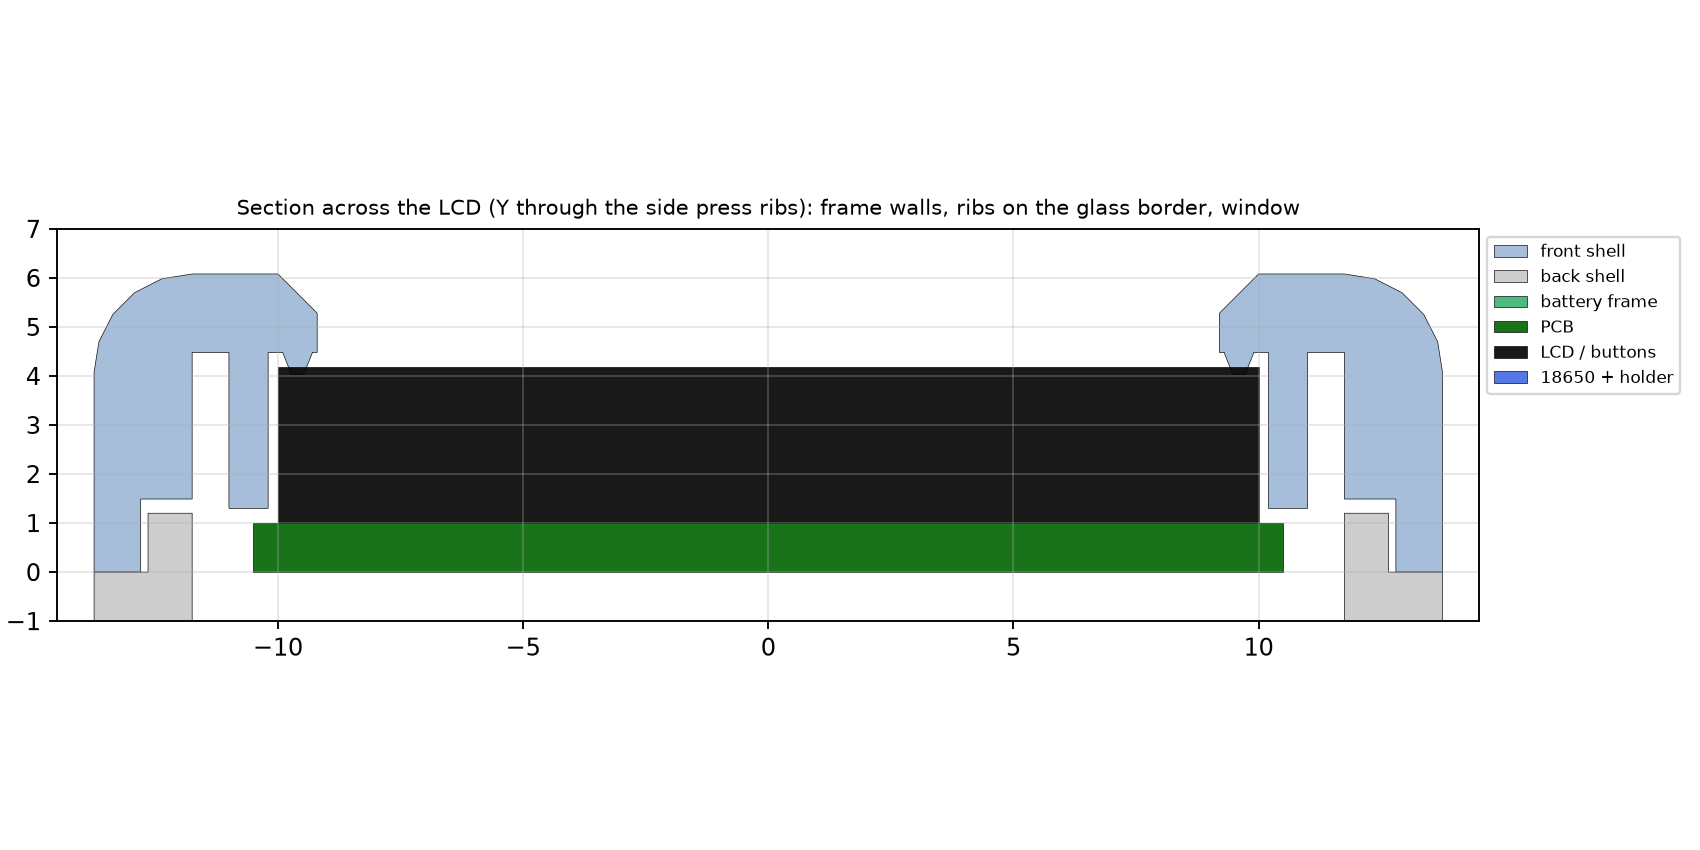 Section across the LCD (Y through the side press ribs): frame walls, ribs on the glass border, window
7
6
5
4
3
2
1
0
−1
−10
−5
0
5
10
front shell
back shell
battery frame
PCB
LCD / buttons
18650 + holder